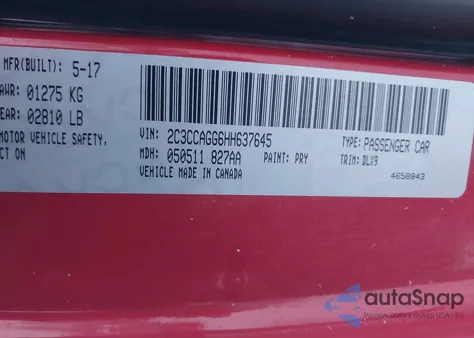 MFR(BUILT): 5-17
AWR: 01275 KG
EAR: 02810 LB
MOTOR VEHICLE SAFETY,
CT ON
VIN: 2C3CCAGG6HH637645
TYPE: PASSENGER CAR
MDH: 050511 827AA
PAINT: PRY
TRIM: DLX9
VEHICLE MADE IN CANADA
4658843
autoSnap